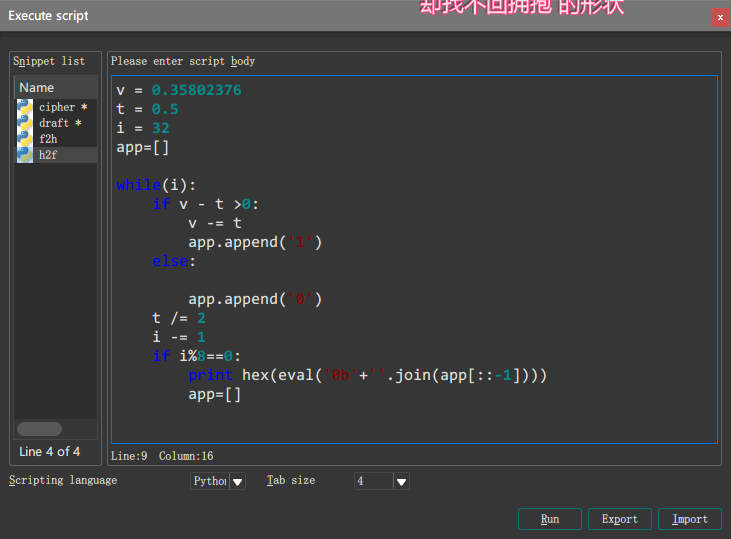 却找不回拥抱 的形状
Execute script
x
Snippet list
Please enter script body
Name
cipher *
draft *
f2h
h2f
v = 0.35802376
t = 0.5
i = 32
app=[]
while(i):
    if v - t >0:
        v -= t
        app.append('1')
    else:
        app.append('0')
    t /= 2
    i -= 1
    if i%8==0:
        print hex(eval('0b'+''.join(app[::-1])))
        app=[]
Line 4 of 4
Line:9  Column:16
Scripting language
Python
Tab size
4
Run
Export
Import